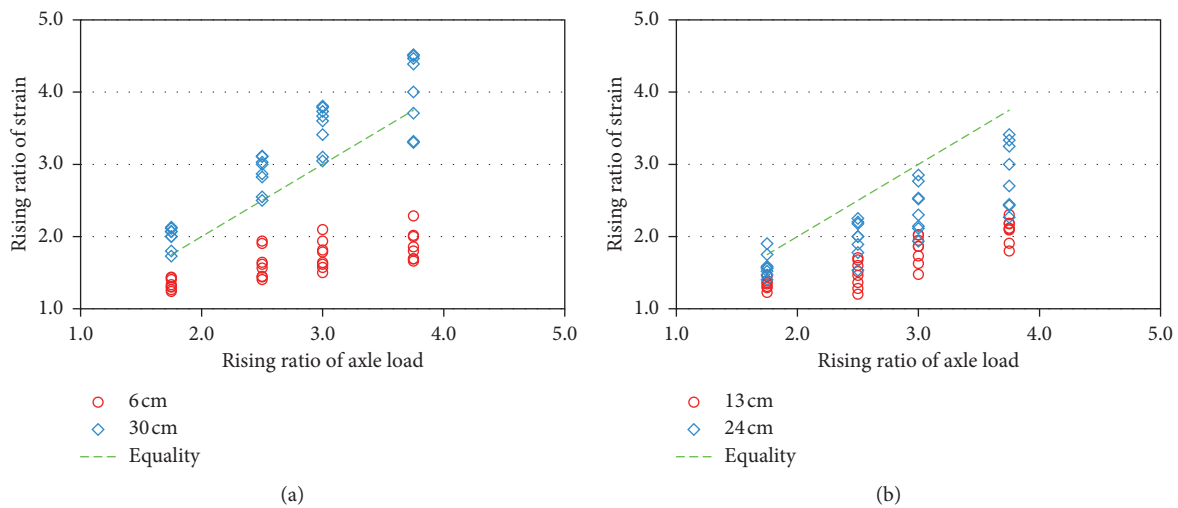 5.0
4.0
3.0
2.0
1.0
Rising ratio of strain
1.0 2.0 3.0 4.0 5.0
Rising ratio of axle load
6 cm
30 cm
Equality
(a)
5.0
4.0
3.0
2.0
1.0
Rising ratio of strain
1.0 2.0 3.0 4.0 5.0
Rising ratio of axle load
13 cm
24 cm
Equality
(b)